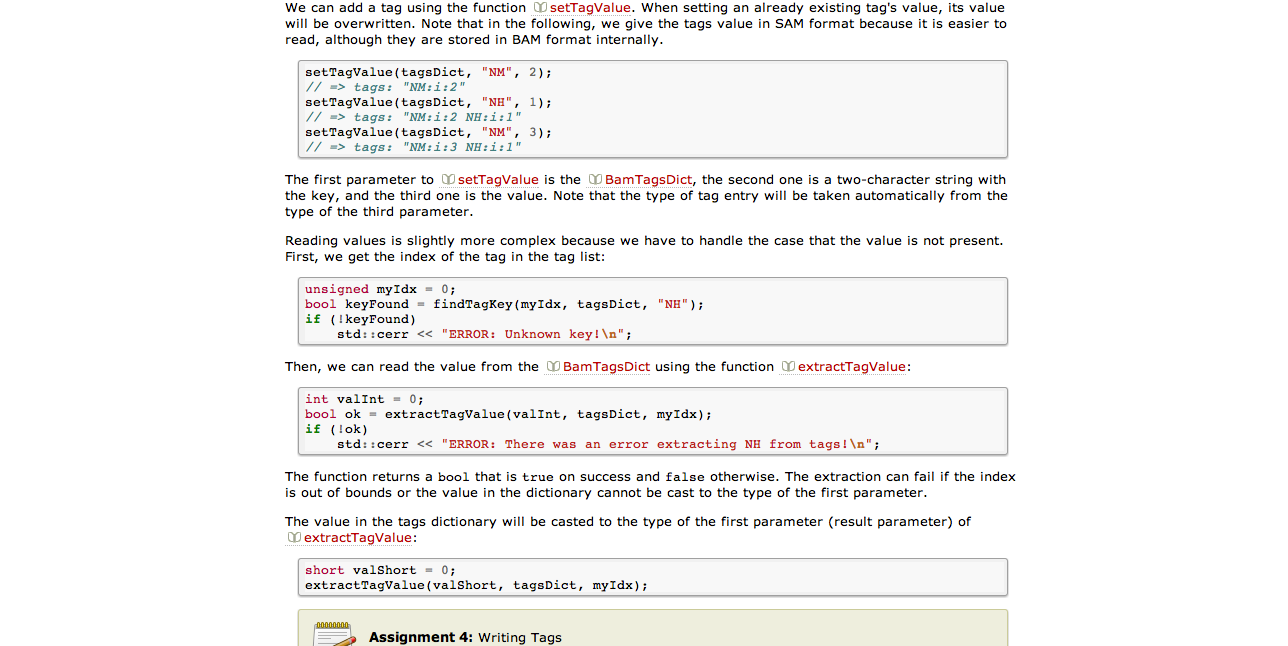 We can add a tag using the function setTagValue. When setting an already existing tag's value, its value
will be overwritten. Note that in the following, we give the tags value in SAM format because it is easier to
read, although they are stored in BAM format internally.
setTagValue(tagsDict, "NM", 2);
// => tags: "NM:i:2"
setTagValue(tagsDict, "NH", 1);
// => tags: "NM:i:2 NH:i:1"
setTagValue(tagsDict, "NM", 3);
// => tags: "NM:i:3 NH:i:1"
The first parameter to setTagValue is the BamTagsDict, the second one is a two-character string with
the key, and the third one is the value. Note that the type of tag entry will be taken automatically from the
type of the third parameter.
Reading values is slightly more complex because we have to handle the case that the value is not present.
First, we get the index of the tag in the tag list:
unsigned myIdx = 0;
bool keyFound = findTagKey(myIdx, tagsDict, "NH");
if (!keyFound)
    std::cerr << "ERROR: Unknown key!\n";
Then, we can read the value from the BamTagsDict using the function extractTagValue:
int valInt = 0;
bool ok = extractTagValue(valInt, tagsDict, myIdx);
if (!ok)
    std::cerr << "ERROR: There was an error extracting NH from tags!\n";
The function returns a bool that is true on success and false otherwise. The extraction can fail if the index
is out of bounds or the value in the dictionary cannot be cast to the type of the first parameter.
The value in the tags dictionary will be casted to the type of the first parameter (result parameter) of
extractTagValue:
short valShort = 0;
extractTagValue(valShort, tagsDict, myIdx);
Assignment 4: Writing Tags